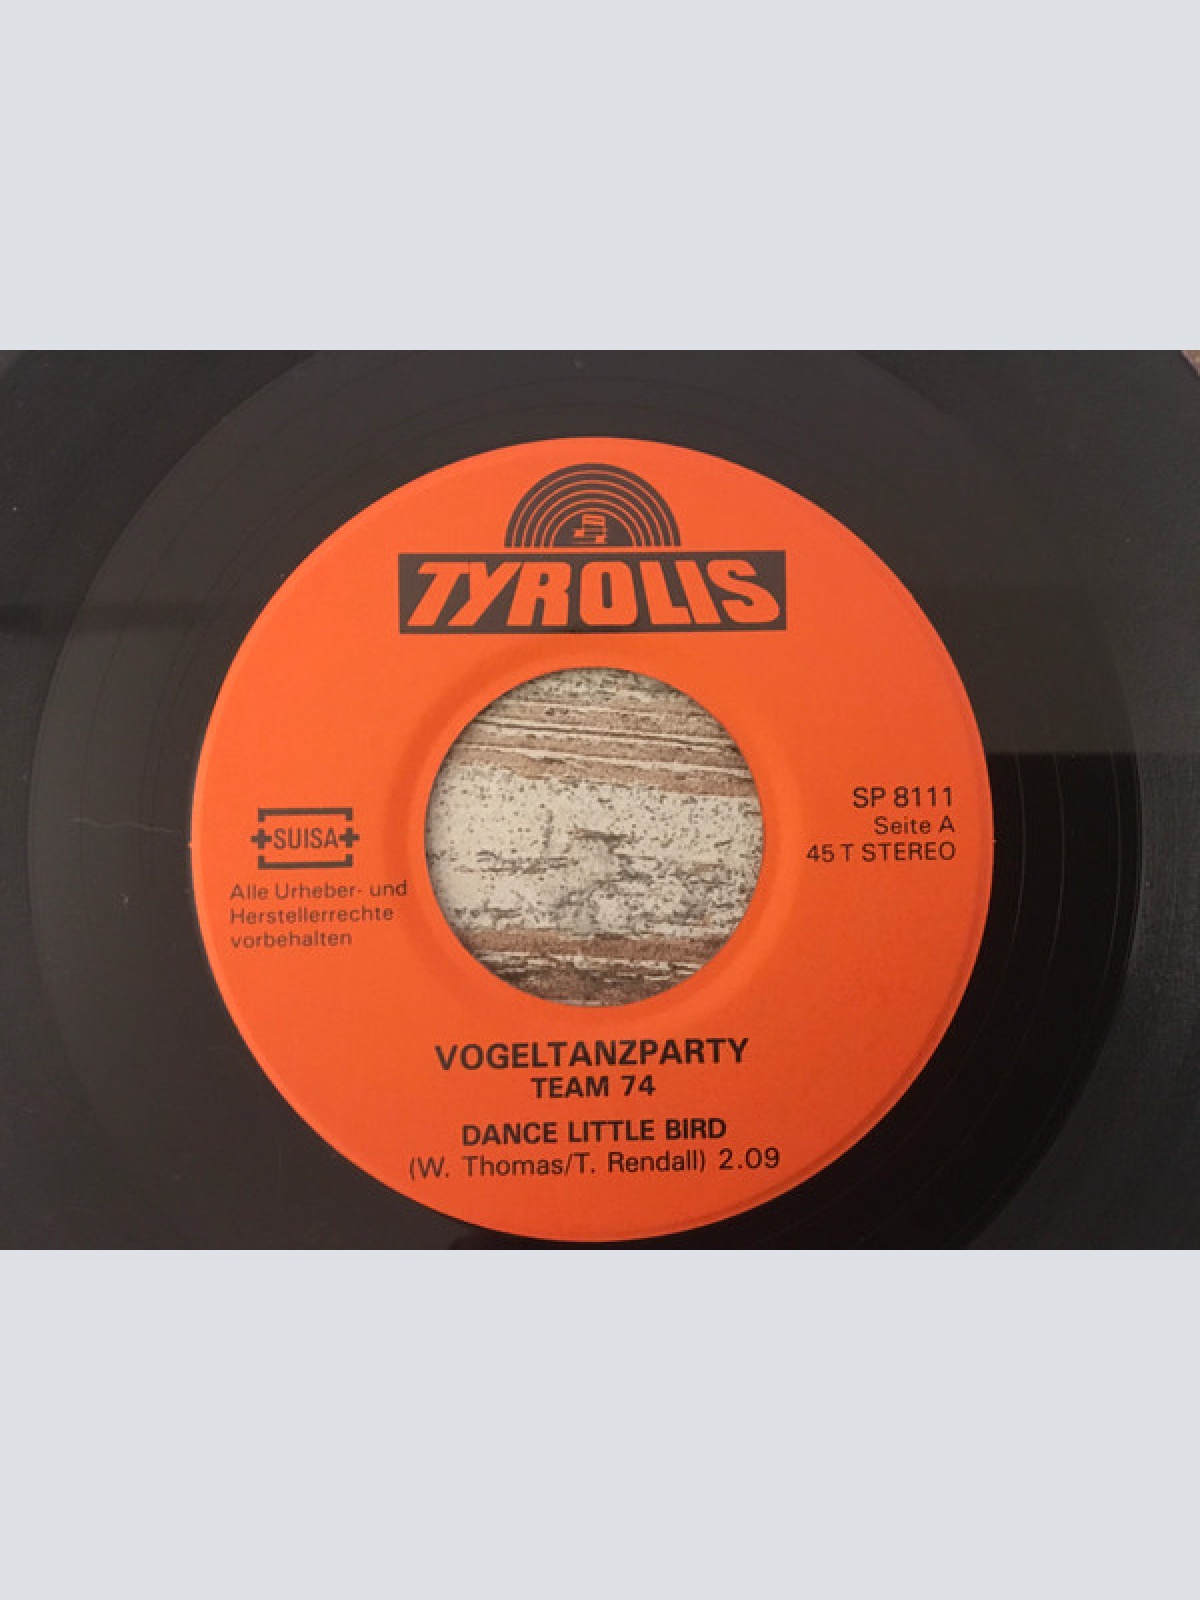 TYROLIS
SUISA
Alle Urheber- und
Herstellerrechte
vorbehalten
SP 8111
Seite A
45 T STEREO
VOGELTANZPARTY
TEAM 74
DANCE LITTLE BIRD
(W. Thomas/T. Rendall) 2.09